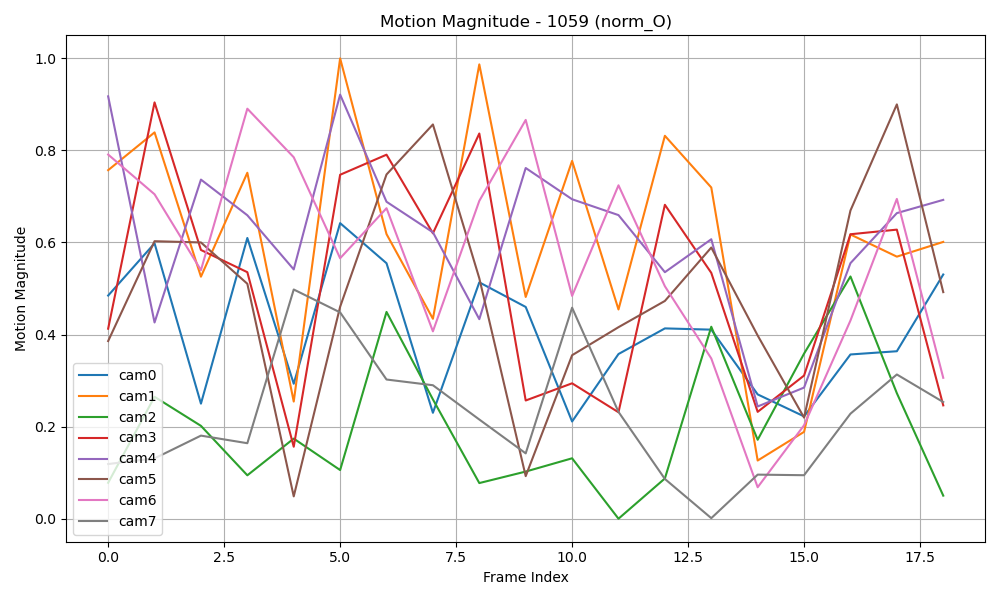 Motion Magnitude - 1059 (norm_O)
1.0
0.8
0.6
0.4
0.2
0.0
Motion Magnitude
cam0
cam1
cam2
cam3
cam4
cam5
cam6
cam7
0.0 2.5 5.0 7.5 10.0 12.5 15.0 17.5
Frame Index